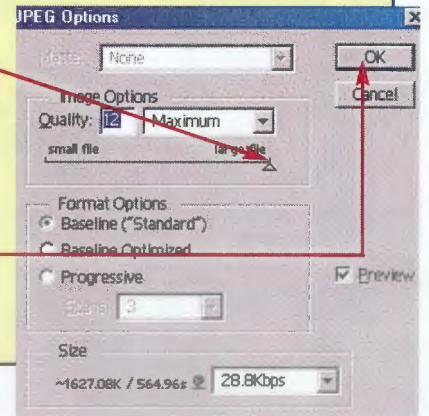 JPEG Options
Matte: None
OK
Image Options
Cancel
Quality: 12 Maximum
small file large file
Format Options
Baseline ("Standard")
Baseline Optimized
Progressive
Preview
Scans: 3
Size
~1627.08K / 564.96s 28.8Kbps